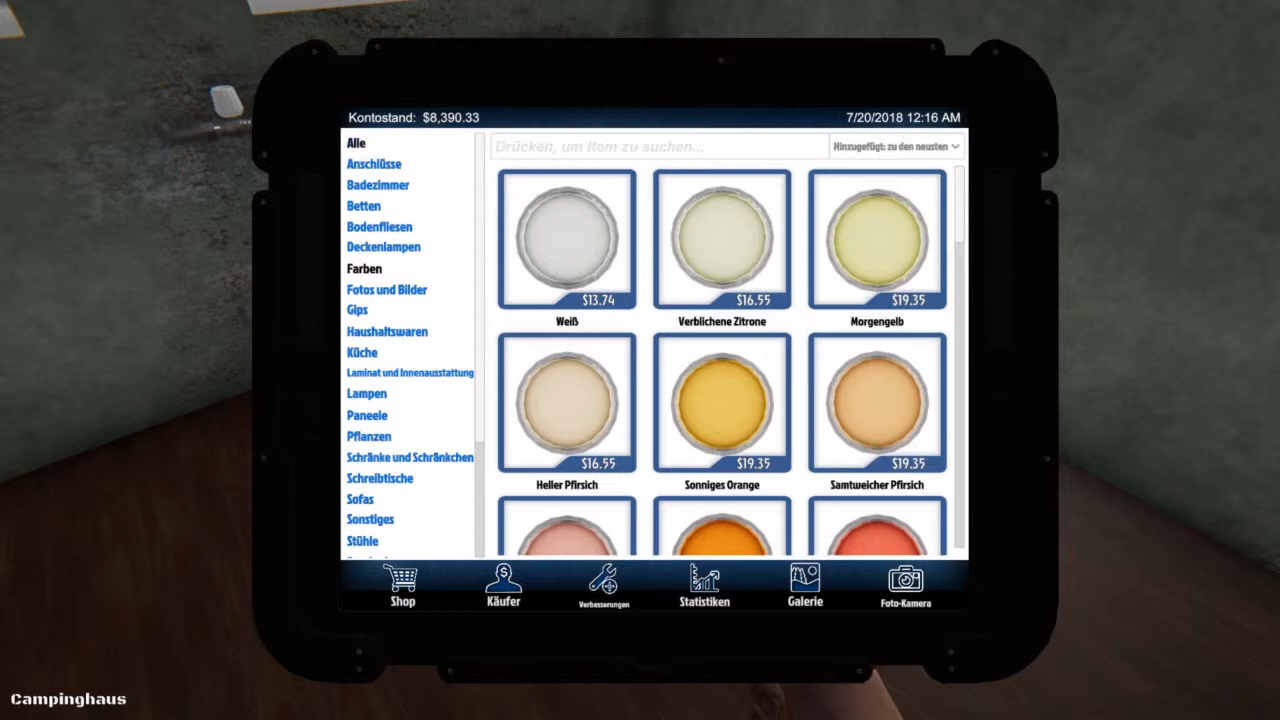 Kontostand: $8,390.33
7/20/2018 12:16 AM
Alle
Anschlüsse
Badezimmer
Betten
Bodenfliesen
Deckenlampen
Farben
Fotos und Bilder
Gips
Haushaltswaren
Küche
Laminat und Innenausstattung
Lampen
Paneele
Pflanzen
Schränke und Schränkchen
Schreibtische
Sofas
Sonstiges
Stühle
Drücken, um Item zu suchen...
Hinzugefügt: zu den neusten
$13.74 $16.55 $19.35
Weiß Verblichene Zitrone Morgengelb
$16.55 $19.35 $19.35
Heller Pfirsich Sonniges Orange Samtweicher Pfirsich
Shop Käufer Verbesserungen Statistiken Galerie Foto-Kamera
Campinghaus